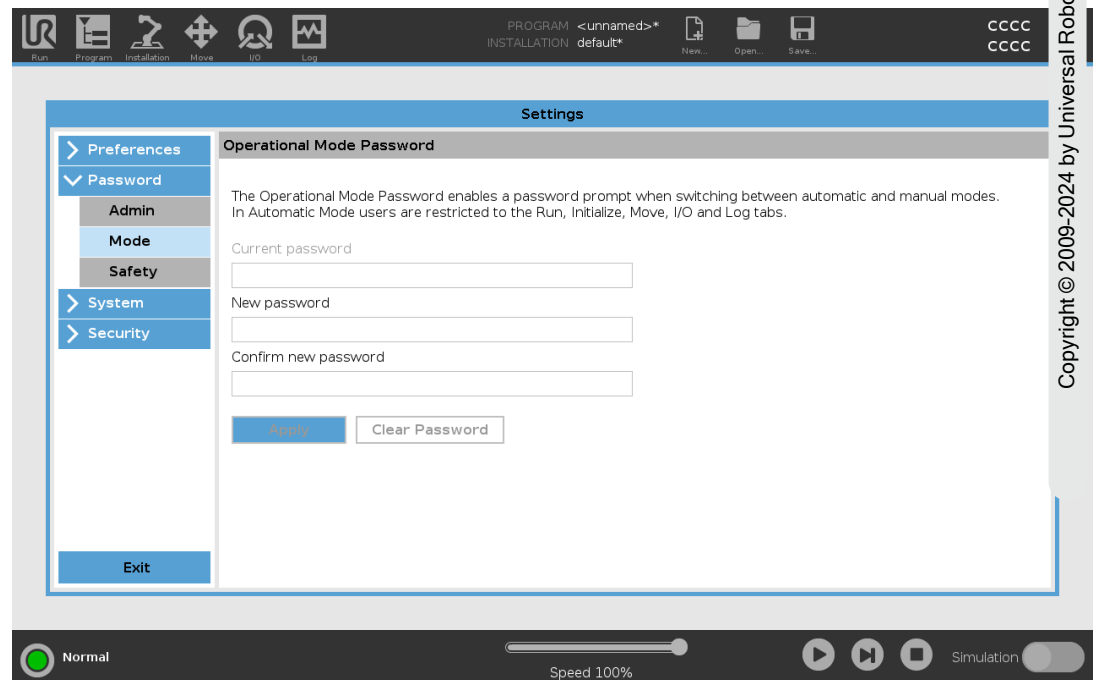 PROGRAM <unnamed>*
INSTALLATION default*
CCCC
CCCC
Run Program Installation Move I/O Log New... Open... Save...
Settings
Preferences
Password
Admin
Mode
Safety
System
Security
Exit
Operational Mode Password
The Operational Mode Password enables a password prompt when switching between automatic and manual modes.
In Automatic Mode users are restricted to the Run, Initialize, Move, I/O and Log tabs.
Current password
New password
Confirm new password
Apply Clear Password
Normal
Speed 100%
Simulation
Copyright © 2009-2024 by Universal Robo